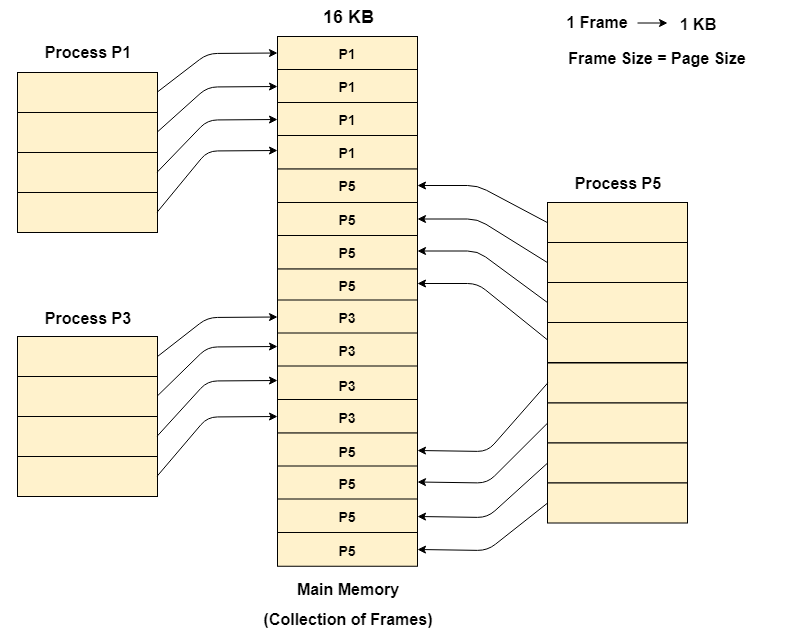 16 KB
1 Frame 1 KB
Frame Size = Page Size
Process P1
P1
P1
P1
P1
P5
P5
P5
P5
P3
P3
P3
P3
P5
P5
P5
P5
Process P5
Process P3
Main Memory
(Collection of Frames)